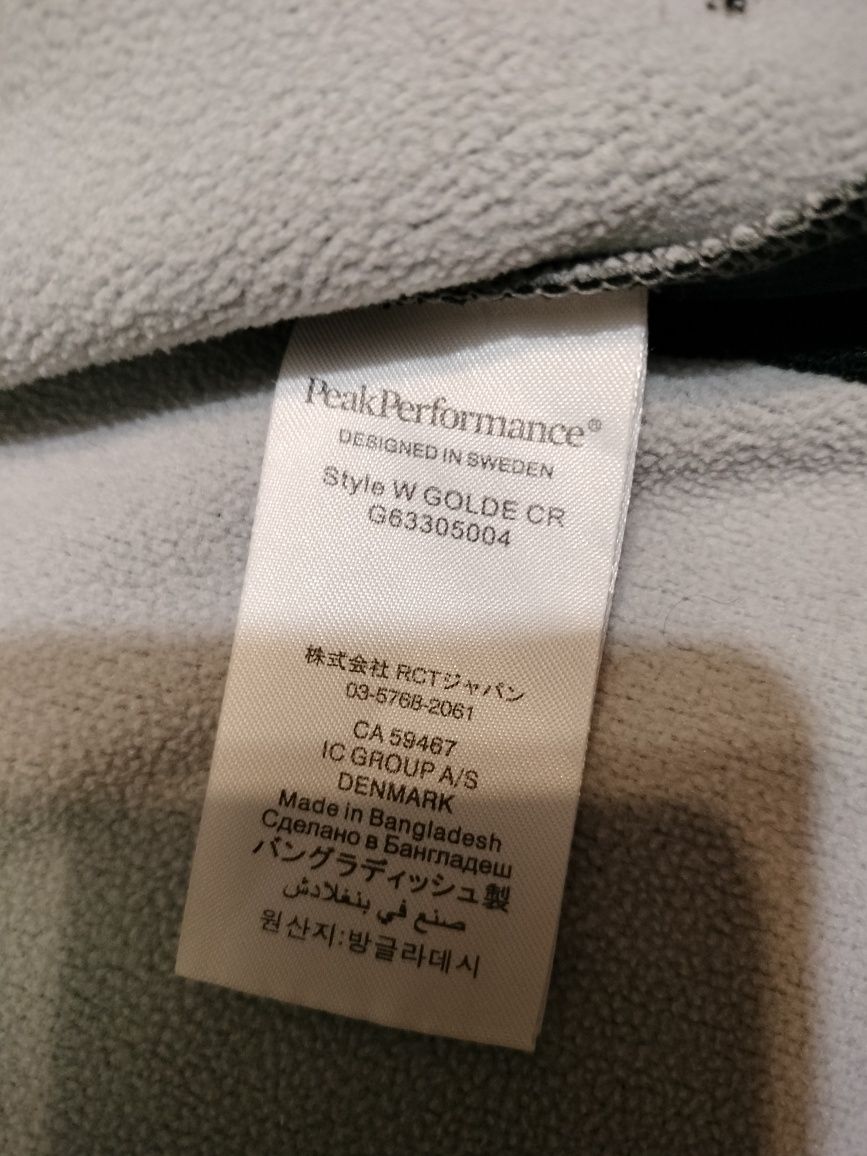 PeakPerformance®
DESIGNED IN SWEDEN
Style W GOLDE CR
G63305004
株式会社 RCTジャパン
03-5768-2061
CA 59467
IC GROUP A/S
DENMARK
Made in Bangladesh
Сделано в Бангладеш
バングラディッシュ製
صنع في بنغلادش
원산지:방글라데시